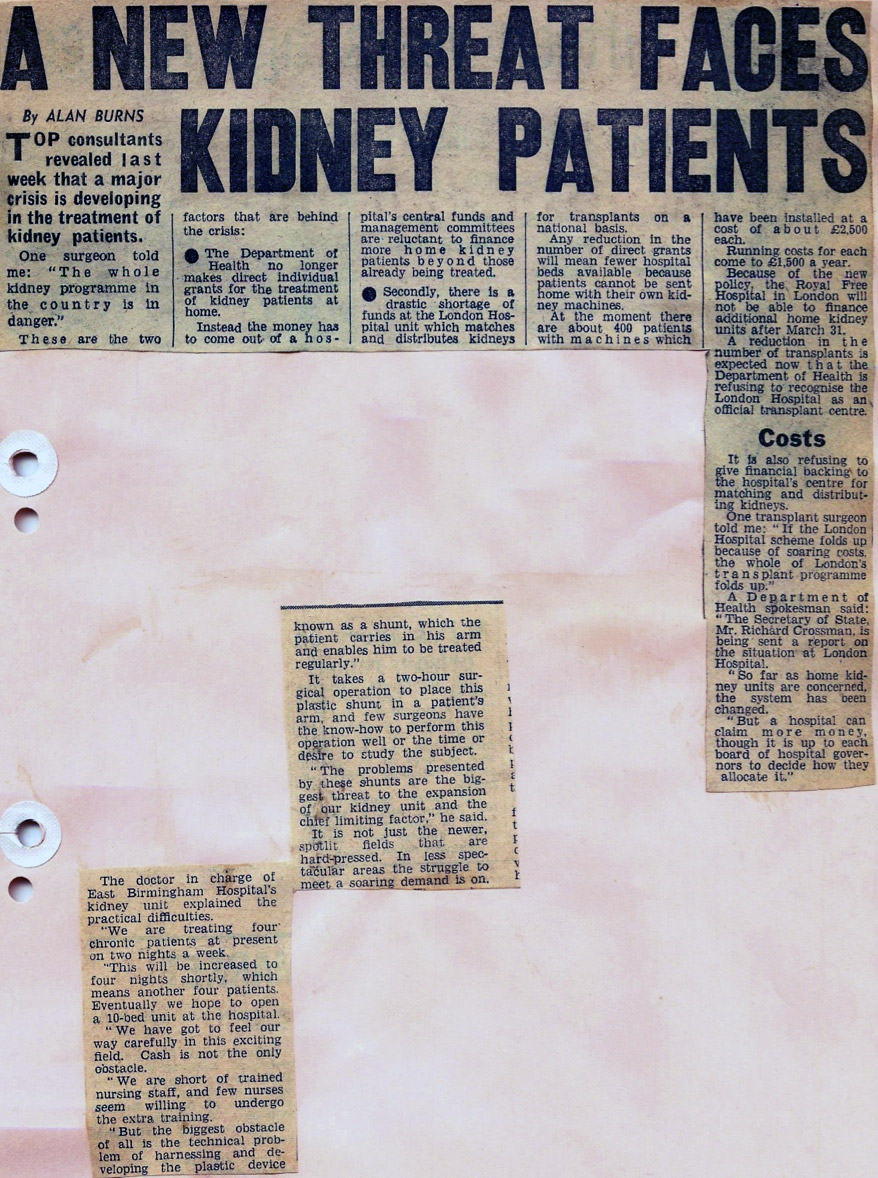 A NEW THREAT FACES
KIDNEY PATIENTS
By ALAN BURNS
TOP consultants
revealed last
week that a major
crisis is developing
in the treatment of
kidney patients.
One surgeon told
me: "The whole
kidney programme in
the country is in
danger."
These are the two
factors that are behind
the crisis:
● The Department of
Health no longer
makes direct individual
grants for the treatment
of kidney patients at
home.
Instead the money has
to come out of a hos-
pital's central funds and
management committees
are reluctant to finance
more home kidney
patients beyond those
already being treated.
● Secondly, there is a
drastic shortage of
funds at the London Hos-
pital unit which matches
and distributes kidneys
for transplants on a
national basis.
Any reduction in the
number of direct grants
will mean fewer hospital
beds available because
patients cannot be sent
home with their own kid-
ney machines.
At the moment there
are about 400 patients
with machines which
have been installed at a
cost of about £2,500
each.
Running costs for each
come to £1,500 a year.
Because of the new
policy, the Royal Free
Hospital in London will
not be able to finance
additional home kidney
units after March 31.
A reduction in the
number of transplants is
expected now that the
Department of Health is
refusing to recognise the
London Hospital as an
official transplant centre.
Costs
It is also refusing to
give financial backing to
the hospital's centre for
matching and distribut-
ing kidneys.
One transplant surgeon
told me: "If the London
Hospital scheme folds up
because of soaring costs,
the whole of London's
transplant programme
folds up."
A Department of
Health spokesman said:
"The Secretary of State,
Mr. Richard Crossman, is
being sent a report on
the situation at London
Hospital.
"So far as home kid-
ney units are concerned,
the system has been
changed.
"But a hospital can
claim more money,
though it is up to each
board of hospital gover-
nors to decide how they
allocate it."
The doctor in charge of
East Birmingham Hospital's
kidney unit explained the
practical difficulties.
"We are treating four
chronic patients at present
on two nights a week.
"This will be increased to
four nights shortly, which
means another four patients.
Eventually we hope to open
a 10-bed unit at the hospital.
"We have got to feel our
way carefully in this exciting
field. Cash is not the only
obstacle.
"We are short of trained
nursing staff, and few nurses
seem willing to undergo
the extra training.
"But the biggest obstacle
of all is the technical prob-
lem of harnessing and de-
veloping the plastic device
known as a shunt, which the
patient carries in his arm
and enables him to be treated
regularly."
It takes a two-hour sur-
gical operation to place this
plastic shunt in a patient's
arm, and few surgeons have
the know-how to perform this
operation well or the time or
desire to study the subject.
"The problems presented
by these shunts are the big-
gest threat to the expansion
of our kidney unit and the
chief limiting factor," he said.
It is not just the newer,
spotlit fields that are
hard-pressed. In less spec-
tacular areas the struggle to
meet a soaring demand is on.